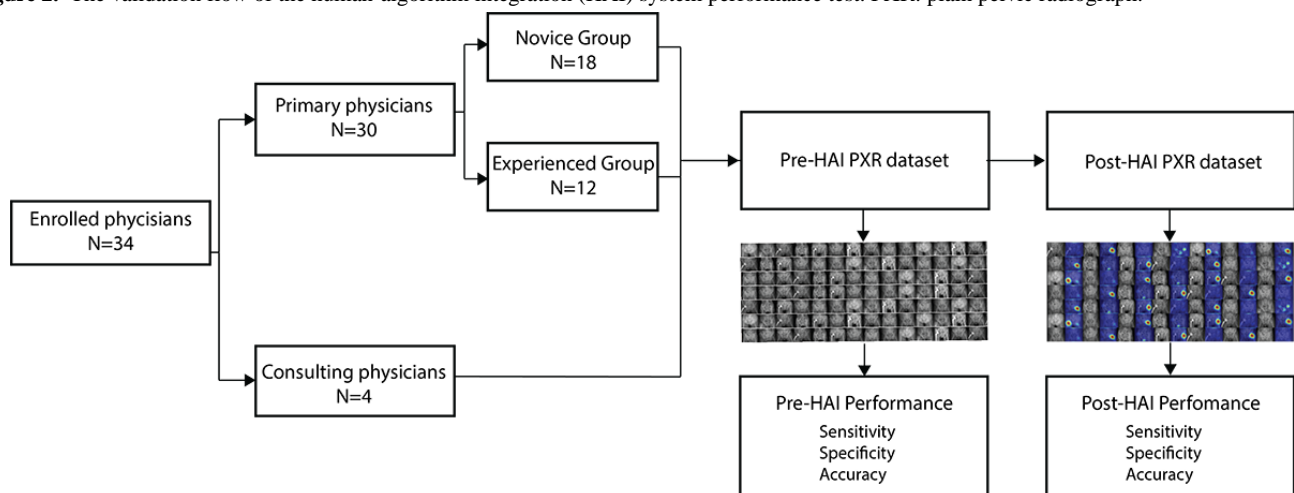 gure 2. The validation flow of the human-algorithm integration (HAI) system performance test. PXR: plain pelvic radiograph.
Novice Group
N=18
Primary physicians
N=30
Experienced Group
N=12
Enrolled phycisians
N=34
Consulting physicians
N=4
Pre-HAI PXR dataset
Post-HAI PXR dataset
Pre-HAI Performance
Sensitivity
Specificity
Accuracy
Post-HAI Perfomance
Sensitivity
Specificity
Accuracy